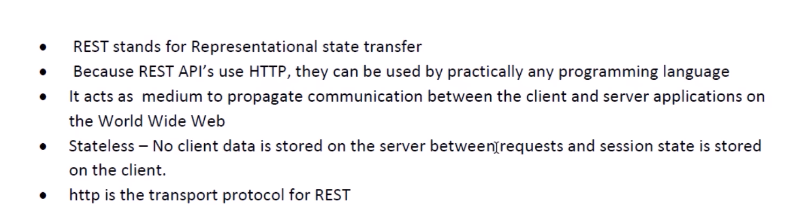 • REST stands for Representational state transfer
• Because REST API's use HTTP, they can be used by practically any programming language
• It acts as medium to propagate communication between the client and server applications on
the World Wide Web
• Stateless – No client data is stored on the server between requests and session state is stored
on the client.
• http is the transport protocol for REST